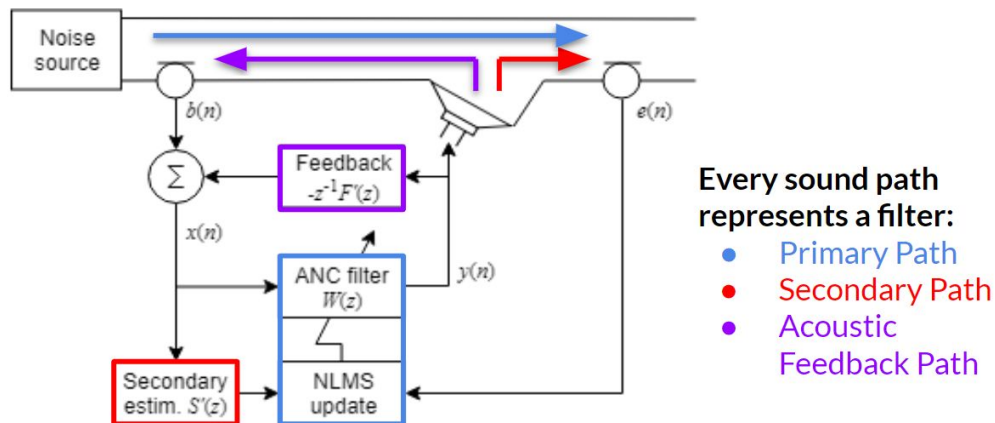 Noise
source
b(n)
e(n)
Σ
Feedback
-z⁻¹F'(z)
x(n)
ANC filter
W(z)
y(n)
Secondary
estim. S'(z)
NLMS
update
Every sound path
represents a filter:
● Primary Path
● Secondary Path
● Acoustic
Feedback Path